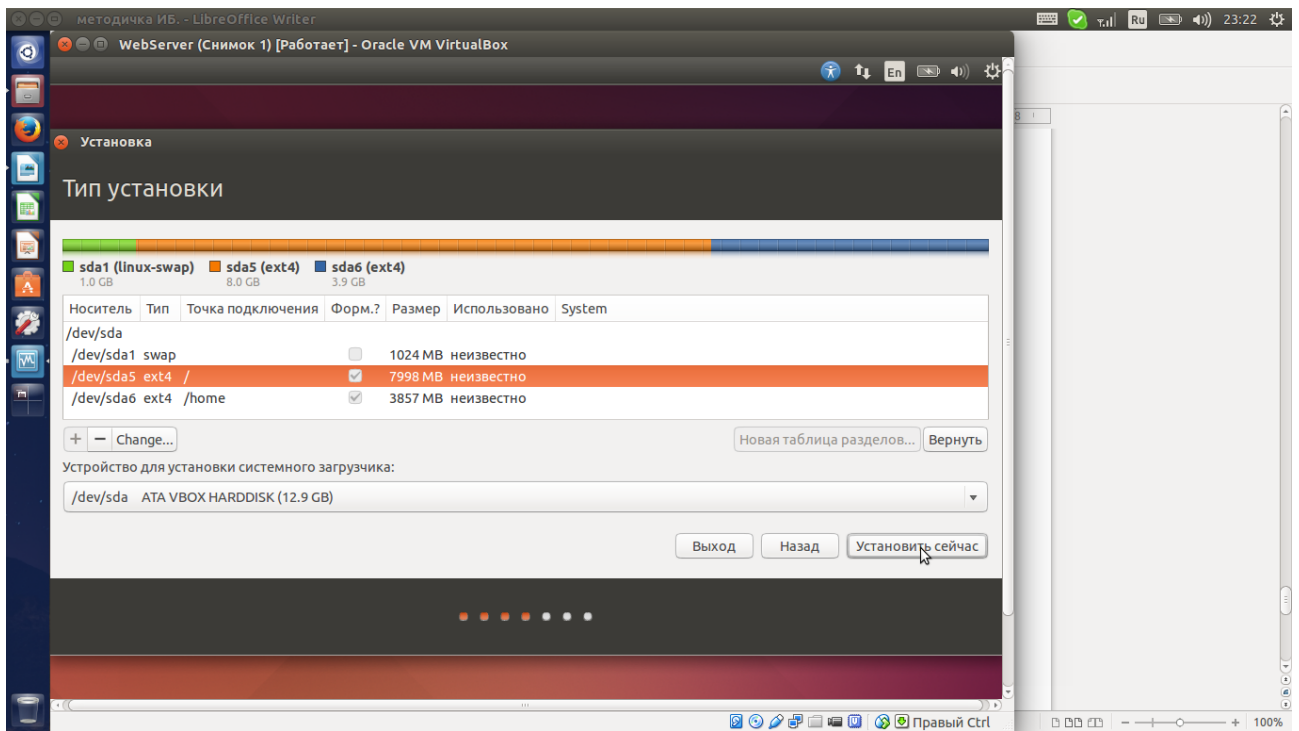 методичка ИБ. - LibreOffice Writer
Ru 23:22
WebServer (Снимок 1) [Работает] - Oracle VM VirtualBox
En
8
Установка
Тип установки
sda1 (linux-swap) sda5 (ext4) sda6 (ext4)
1.0 GB 8.0 GB 3.9 GB
Носитель Тип Точка подключения Форм.? Размер Использовано System
/dev/sda
/dev/sda1 swap 1024 MB неизвестно
/dev/sda5 ext4 / 7998 MB неизвестно
/dev/sda6 ext4 /home 3857 MB неизвестно
+ − Change... Новая таблица разделов... Вернуть
Устройство для установки системного загрузчика:
/dev/sda ATA VBOX HARDDISK (12.9 GB)
Выход Назад Установить сейчас
Правый Ctrl
100%